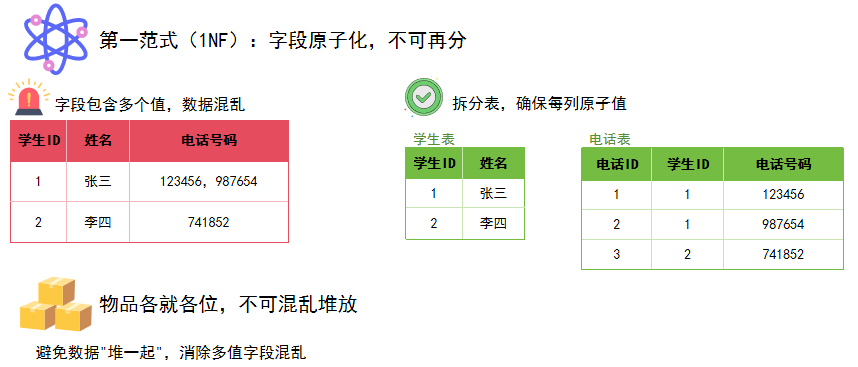 第一范式（1NF）：字段原子化，不可再分
字段包含多个值，数据混乱
学生ID 姓名 电话号码
1 张三 123456，987654
2 李四 741852
拆分表，确保每列原子值
学生表
学生ID 姓名
1 张三
2 李四
电话表
电话ID 学生ID 电话号码
1 1 123456
2 1 987654
3 2 741852
物品各就各位，不可混乱堆放
避免数据"堆一起"，消除多值字段混乱